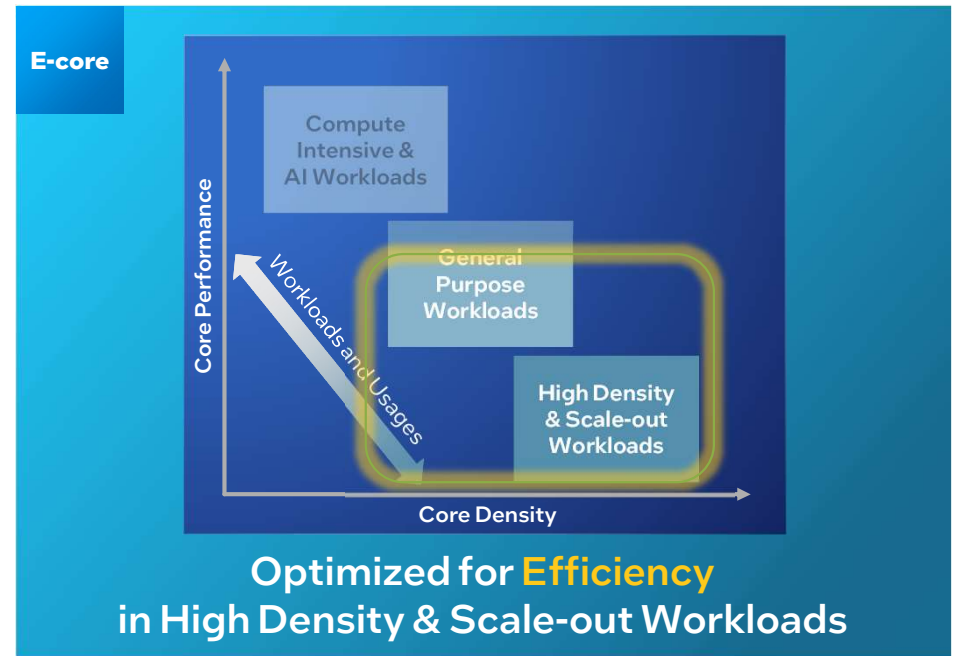 E-core
Compute
Intensive &
AI Workloads
General
Purpose
Workloads
High Density
& Scale-out
Workloads
Workloads and Usages
Core Performance
Core Density
Optimized for Efficiency
in High Density & Scale-out Workloads